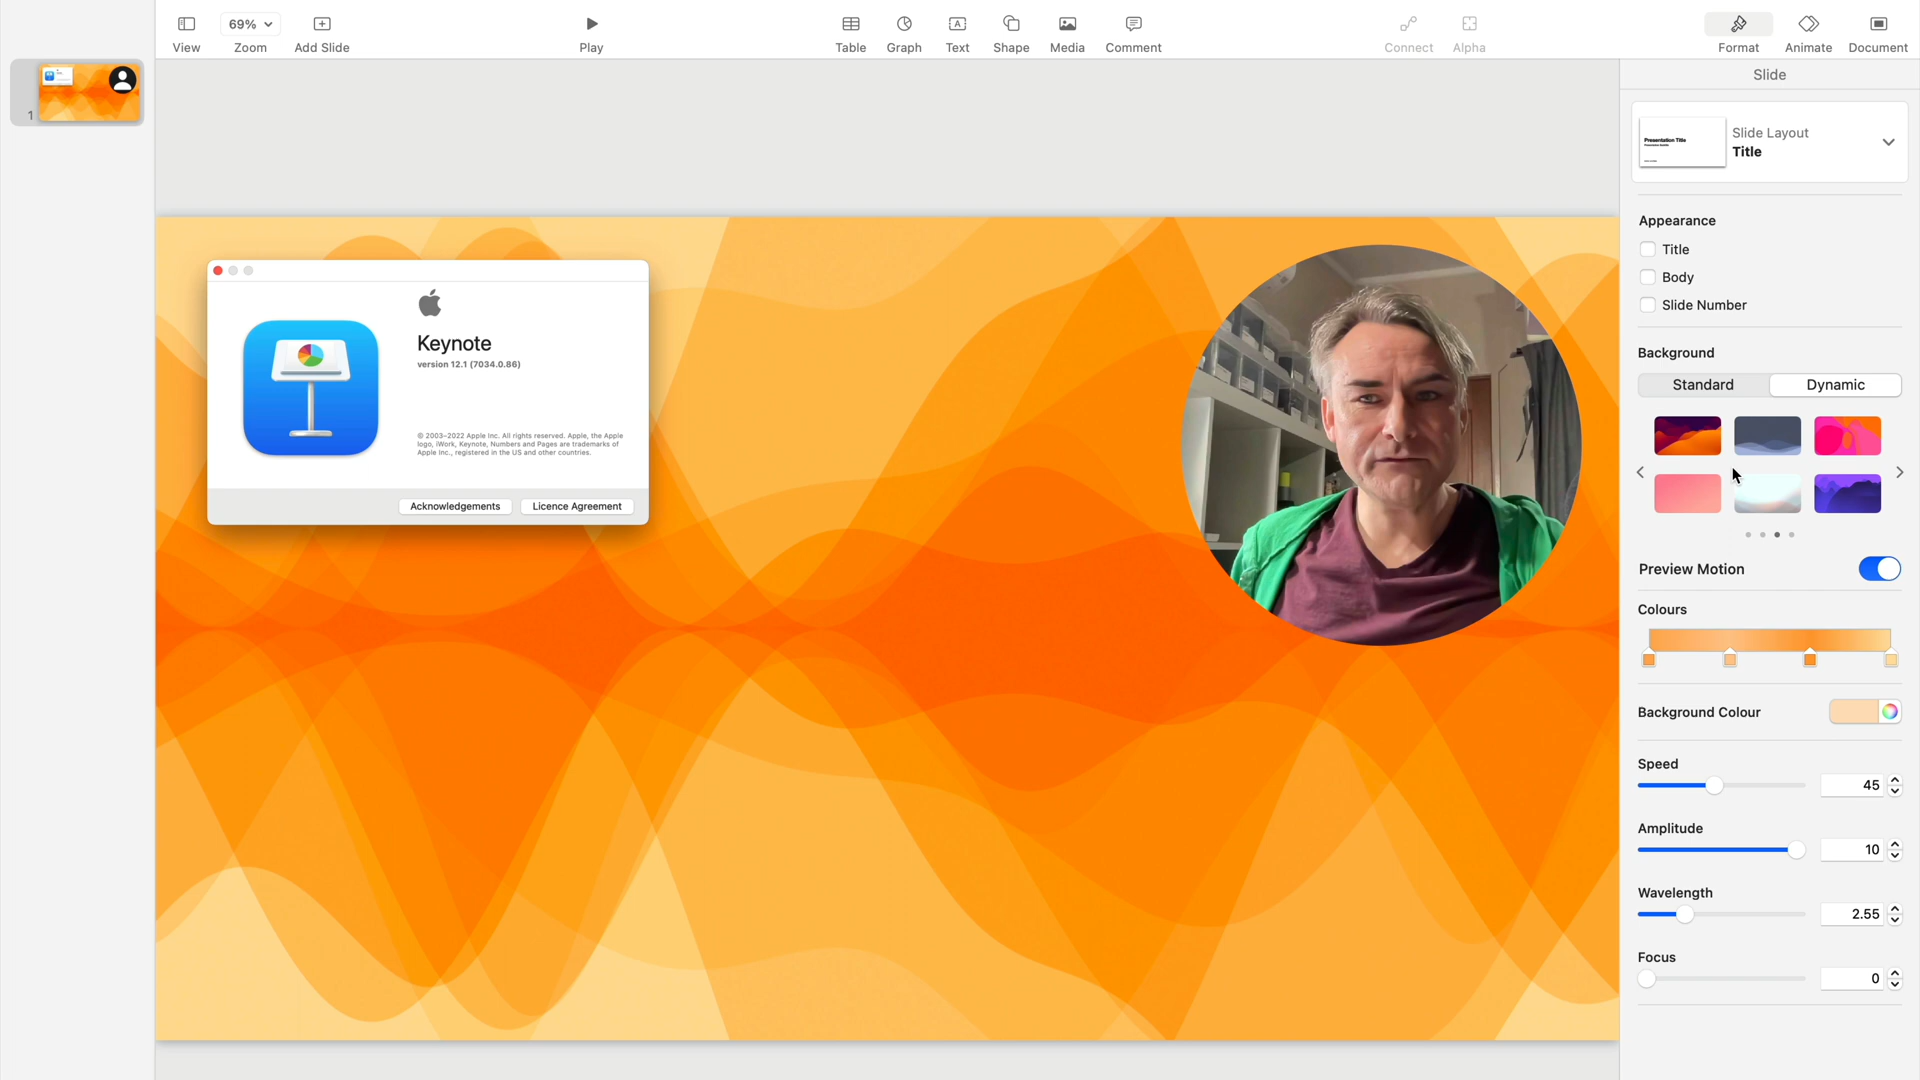 View
69%
Zoom
Add Slide
Play
Table
Graph
Text
Shape
Media
Comment
Connect
Alpha
Format
Animate
Document
1
Slide
Presentation Title
Slide Layout
Title
Appearance
Title
Body
Slide Number
Background
Standard
Dynamic
Preview Motion
Colours
Background Colour
Speed
45
Amplitude
10
Wavelength
2.55
Focus
0
Keynote
version 12.1 (7034.0.86)
© 2003–2022 Apple Inc. All rights reserved. Apple, the Apple
logo, iWork, Keynote, Numbers and Pages are trademarks of
Apple Inc., registered in the US and other countries.
Acknowledgements
Licence Agreement